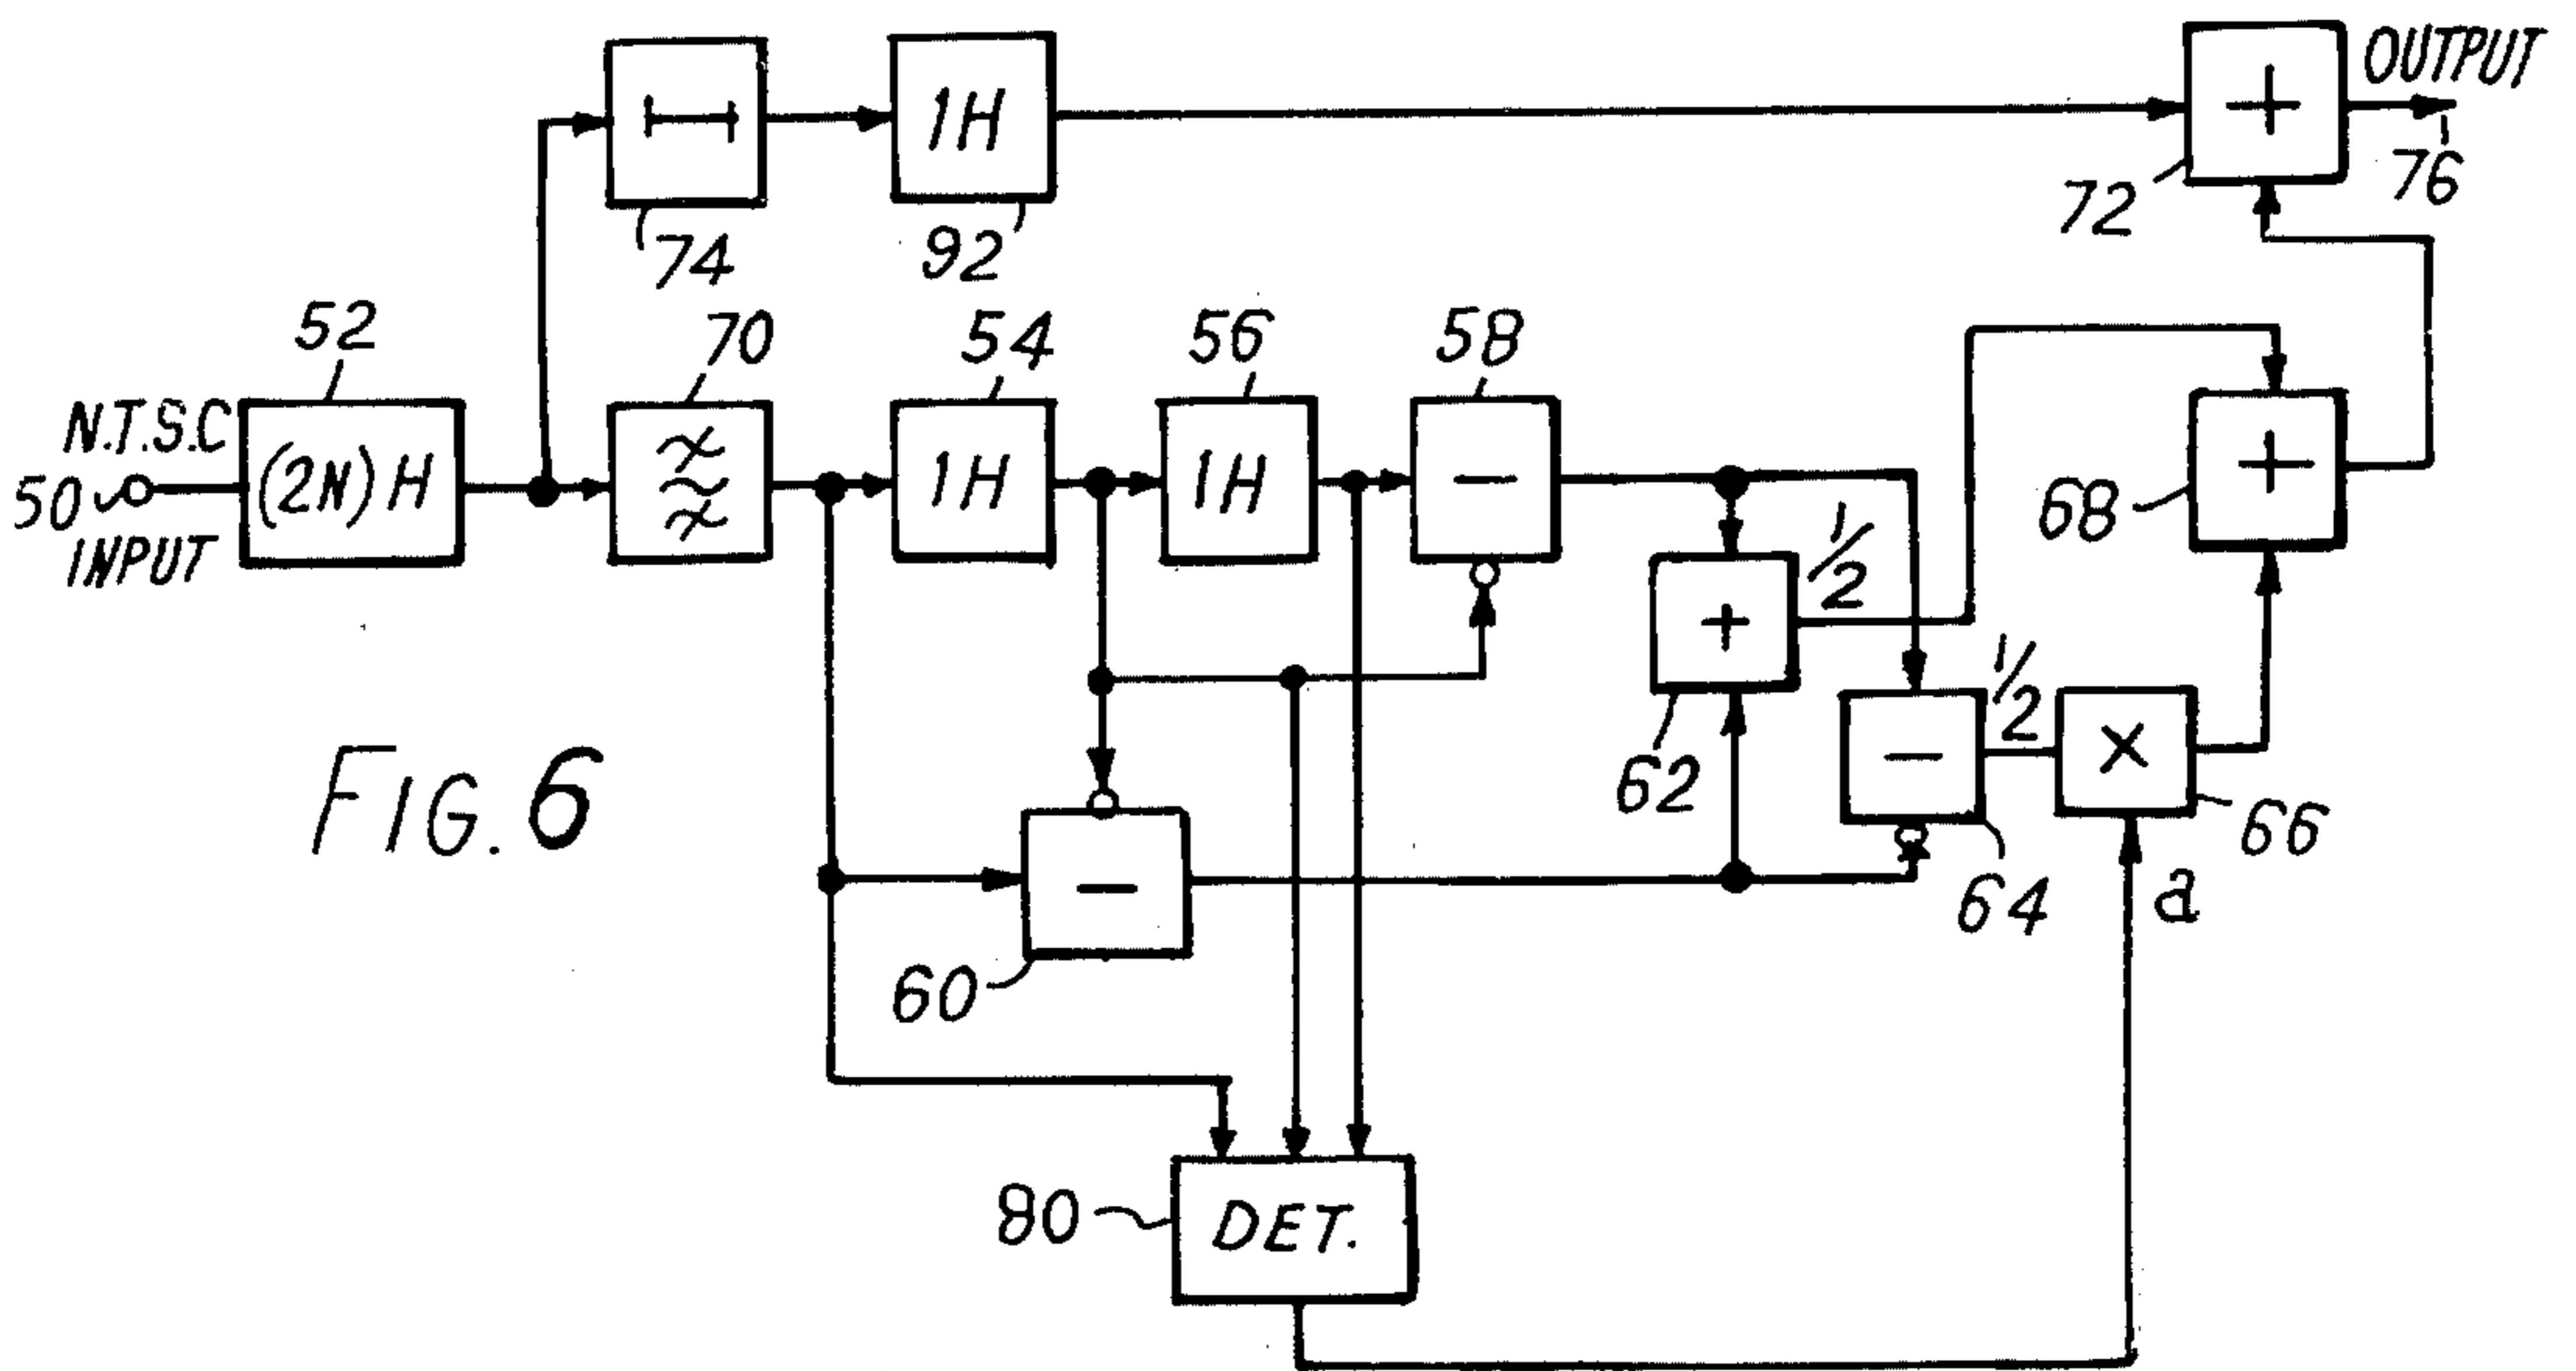 OUTPUT
1H
+
74
92
72
76
52
70
54
56
58
N.T.S.C
50
INPUT
(2N) H
1H
1H
−
+
68
1/2
+
1/2
62
−
×
66
64
a
FIG. 6
−
60
80
DET.